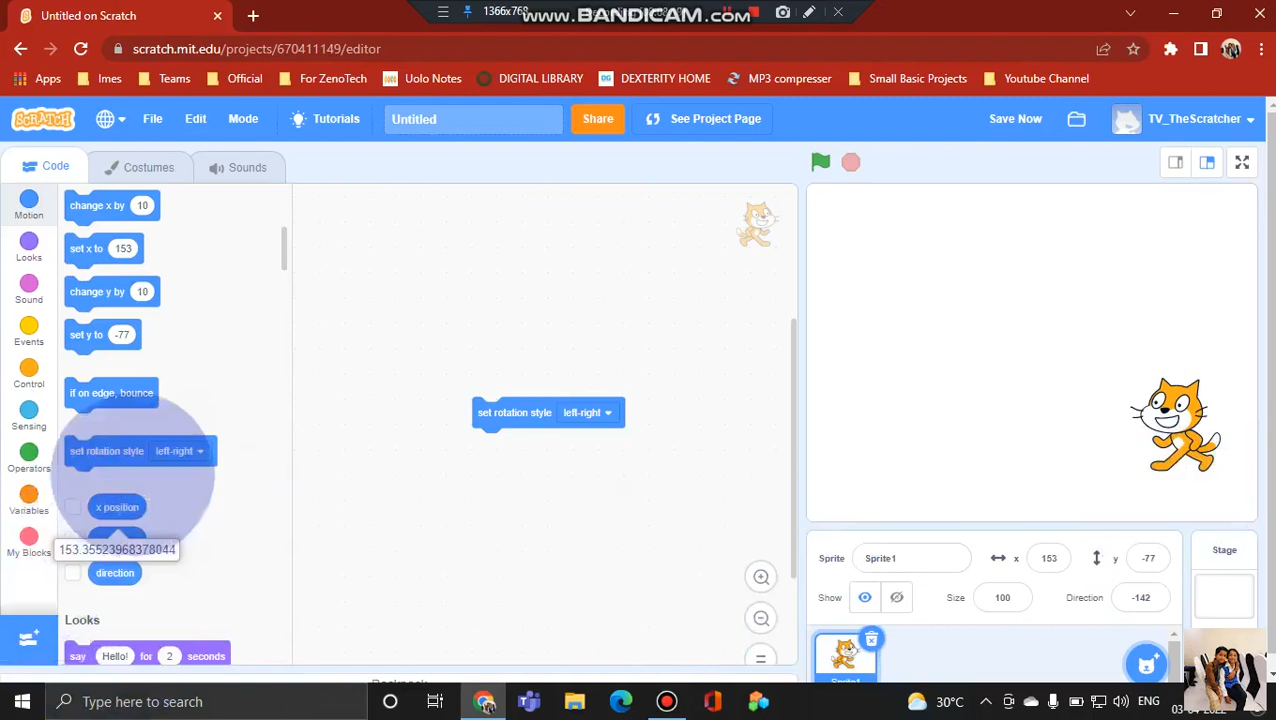 Untitled on Scratch
1366x768
www.BANDICAM.com
scratch.mit.edu/projects/670411149/editor
Apps
Imes
Teams
Official
For ZenoTech
Uolo Notes
DIGITAL LIBRARY
DG
DEXTERITY HOME
MP3 compresser
Small Basic Projects
Youtube Channel
SCRATCH
File
Edit
Mode
Tutorials
Untitled
Share
See Project Page
Save Now
TV_TheScratcher
Code
Costumes
Sounds
Motion
Looks
Sound
Events
Control
Sensing
Operators
Variables
My Blocks
change x by 10
set x to 153
change y by 10
set y to -77
if on edge, bounce
set rotation style left-right
x position
153.35523968378044
direction
Looks
say Hello! for 2 seconds
set rotation style left-right
Sprite
Sprite1
x 153
y -77
Show
Size 100
Direction -142
Stage
Type here to search
30°C
ENG